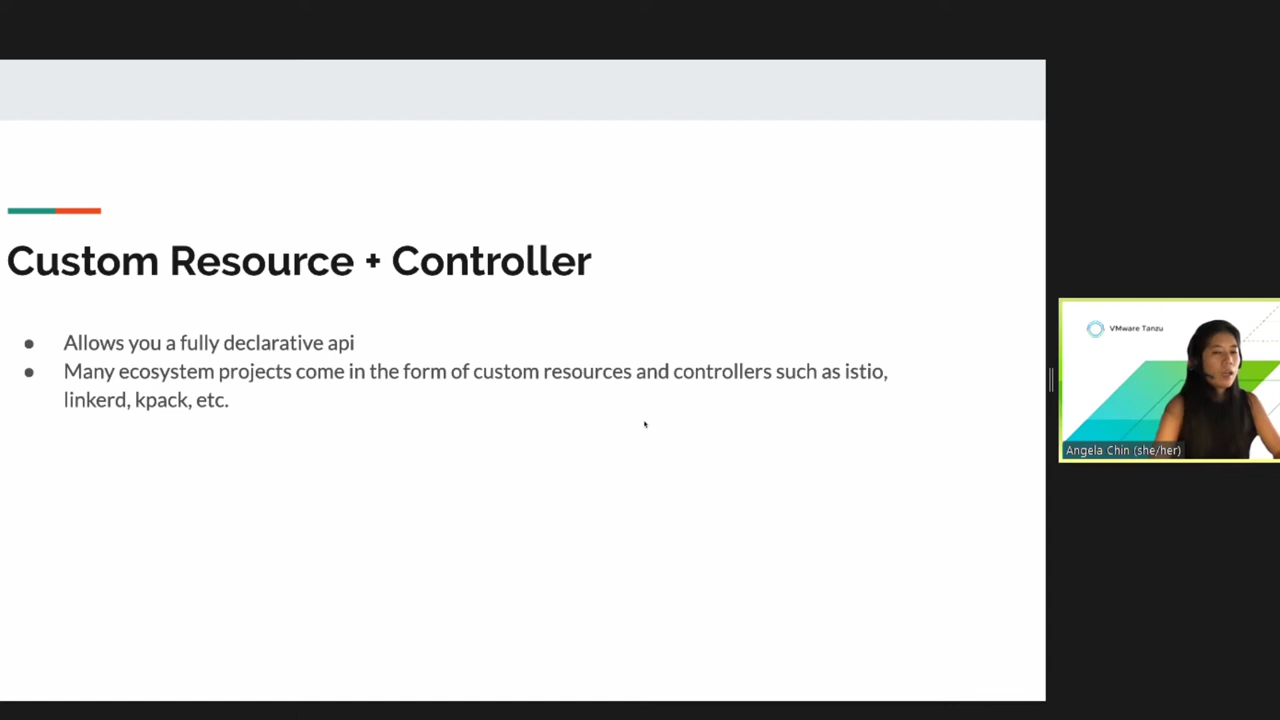 Custom Resource + Controller
● Allows you a fully declarative api
● Many ecosystem projects come in the form of custom resources and controllers such as istio,
linkerd, kpack, etc.
VMware Tanzu
Angela Chin (she/her)